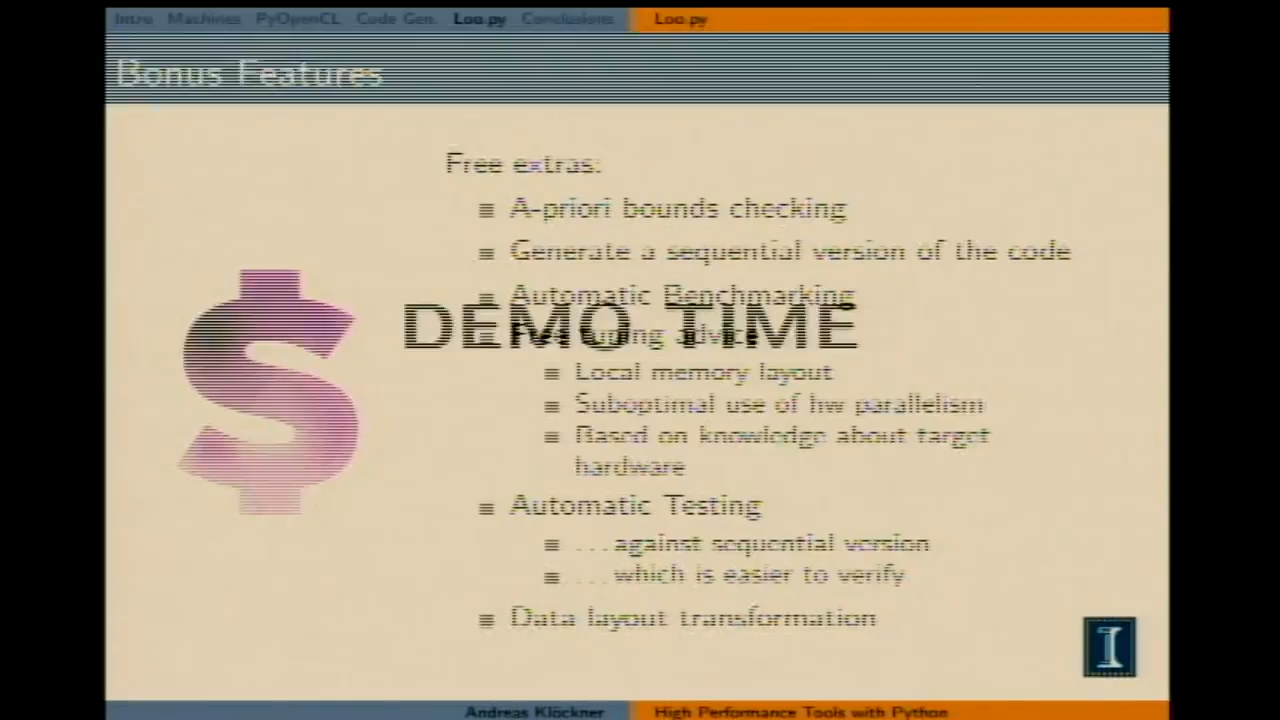 Intro Machines PyOpenCL Code Gen. Loo.py Conclusions Loo.py
Bonus Features
Free extras:
A-priori bounds checking
Generate a sequential version of the code
Automatic Benchmarking
DEMO TIME
tuning advice
Local memory layout
Suboptimal use of hw parallelism
Based on knowledge about target
hardware
Automatic Testing
...against sequential version
...which is easier to verify
Data layout transformation
I
Andreas Klöckner High Performance Tools with Python